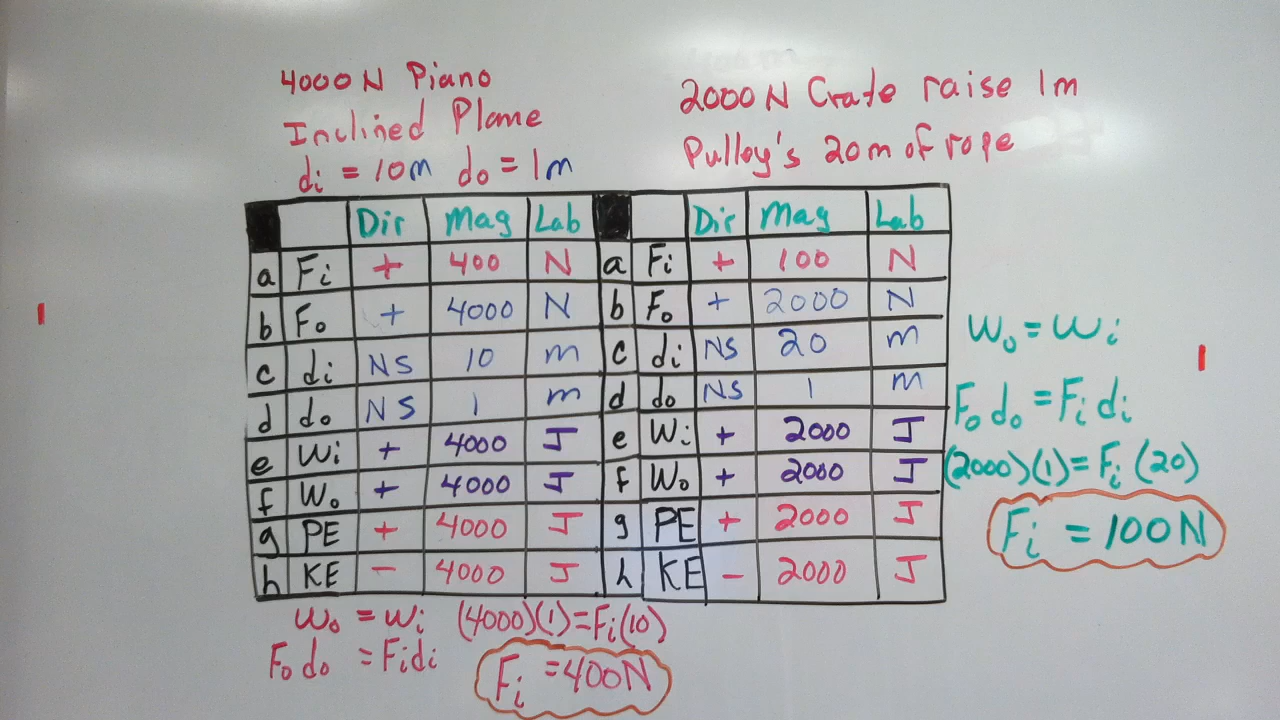 4000 N Piano
Inclined Plane
di = 10m do = 1m
2000 N Crate raise 1m
Pulley's 20m of rope
Dir Mag Lab Dir Mag Lab
a Fi + 400 N a Fi + 100 N
b Fo + 4000 N b Fo + 2000 N
c di NS 10 m c di NS 20 m
d do NS 1 m d do NS 1 m
e Wi + 4000 J e Wi + 2000 J
f Wo + 4000 J f Wo + 2000 J
g PE + 4000 J g PE + 2000 J
h KE − 4000 J h KE − 2000 J
Wo = Wi (4000)(1)=Fi(10)
Fo do = Fidi
Fi =400N
Wo = Wi
Fo do = Fi di
(2000)(1)=Fi (20)
Fi = 100N